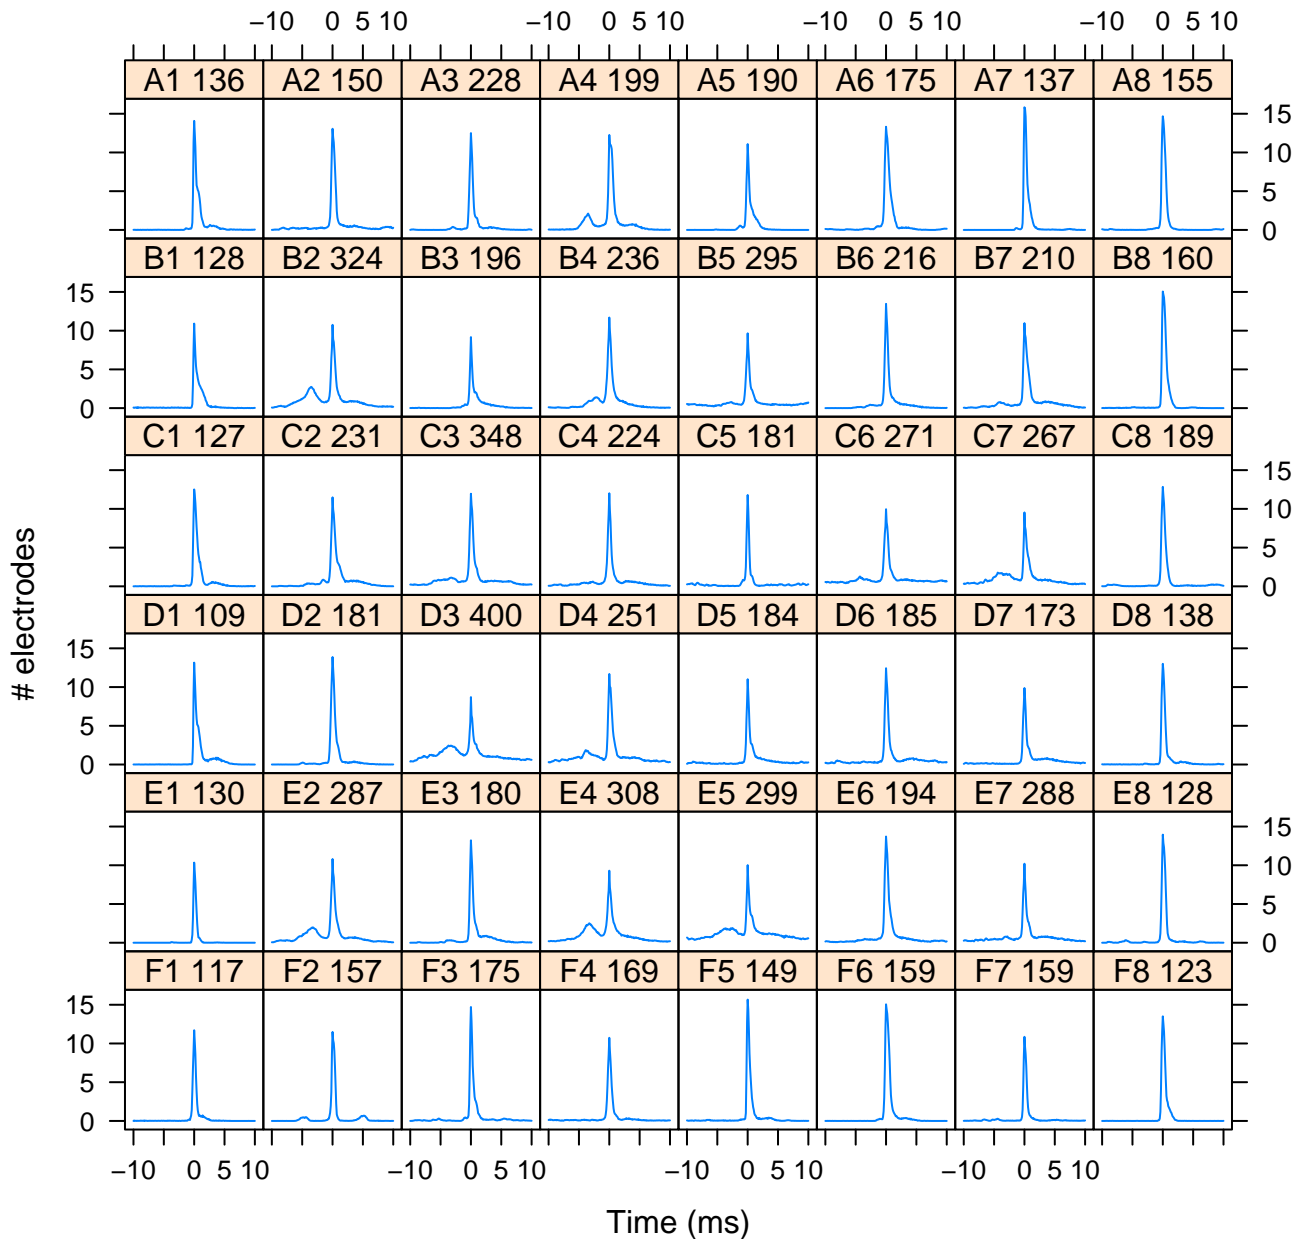 −10 0 5 10 −10 0 5 10 −10 0 5 10 −10 0 5 10
A1 136 A2 150 A3 228 A4 199 A5 190 A6 175 A7 137 A8 155
15
10
5
0
B1 128 B2 324 B3 196 B4 236 B5 295 B6 216 B7 210 B8 160
15
10
5
0
C1 127 C2 231 C3 348 C4 224 C5 181 C6 271 C7 267 C8 189
15
10
5
0
D1 109 D2 181 D3 400 D4 251 D5 184 D6 185 D7 173 D8 138
15
10
5
0
E1 130 E2 287 E3 180 E4 308 E5 299 E6 194 E7 288 E8 128
15
10
5
0
F1 117 F2 157 F3 175 F4 169 F5 149 F6 159 F7 159 F8 123
15
10
5
0
−10 0 5 10 −10 0 5 10 −10 0 5 10 −10 0 5 10
Time (ms)
# electrodes